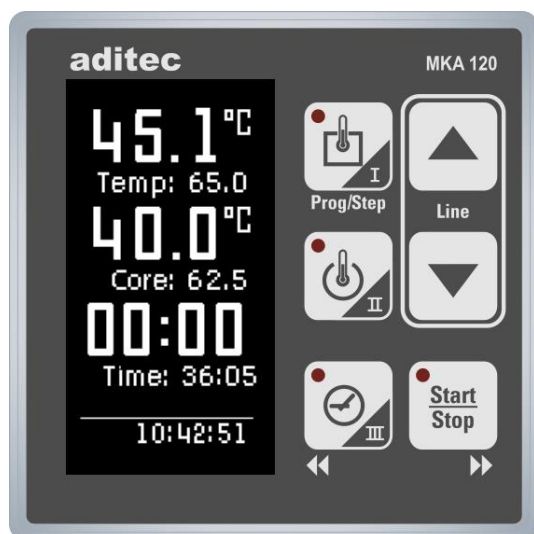 aditec
MKA 120
45.1°C
Temp: 65.0
40.0°C
Core: 62.5
00:00
Time: 36:05
10:42:51
I
Prog/Step
Line
II
III
Start
Stop